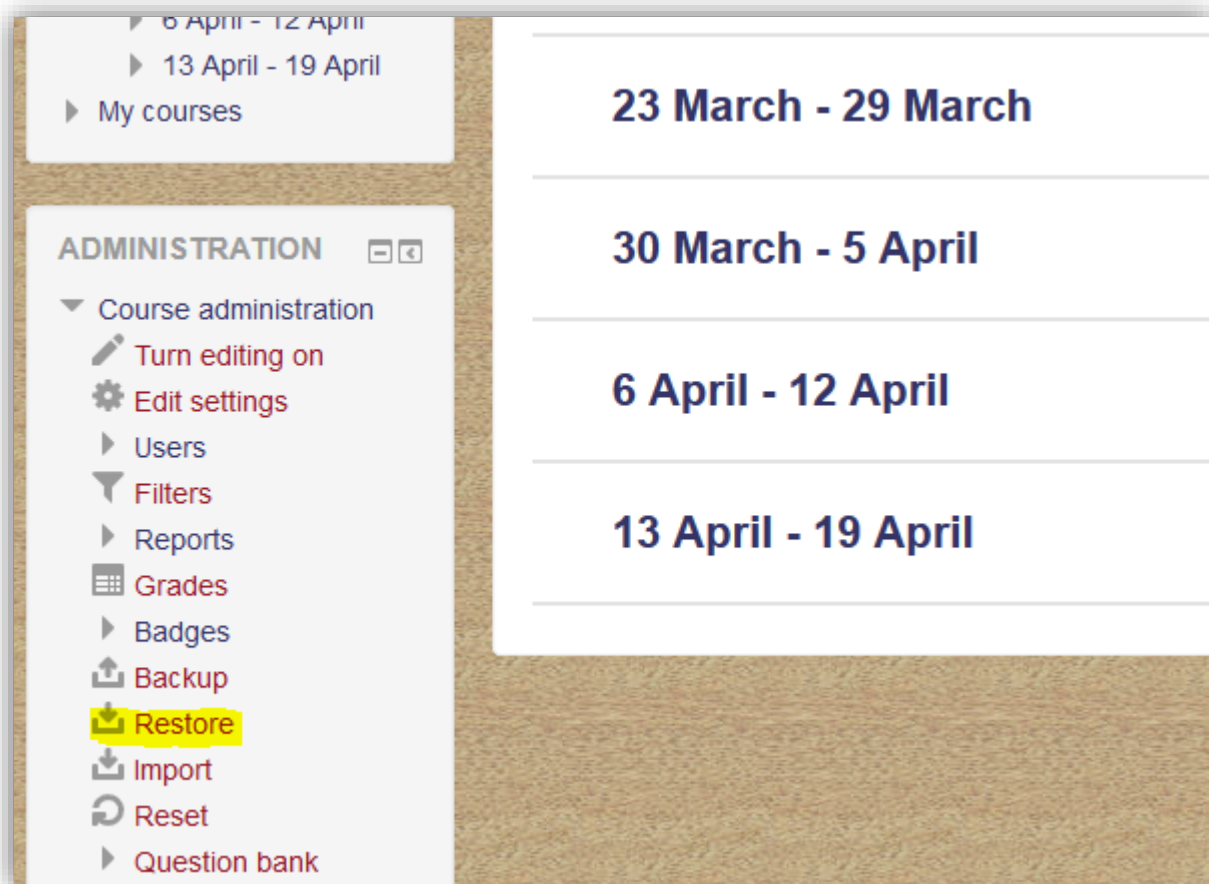 6 April - 12 April
13 April - 19 April
My courses
ADMINISTRATION
Course administration
Turn editing on
Edit settings
Users
Filters
Reports
Grades
Badges
Backup
Restore
Import
Reset
Question bank
23 March - 29 March
30 March - 5 April
6 April - 12 April
13 April - 19 April